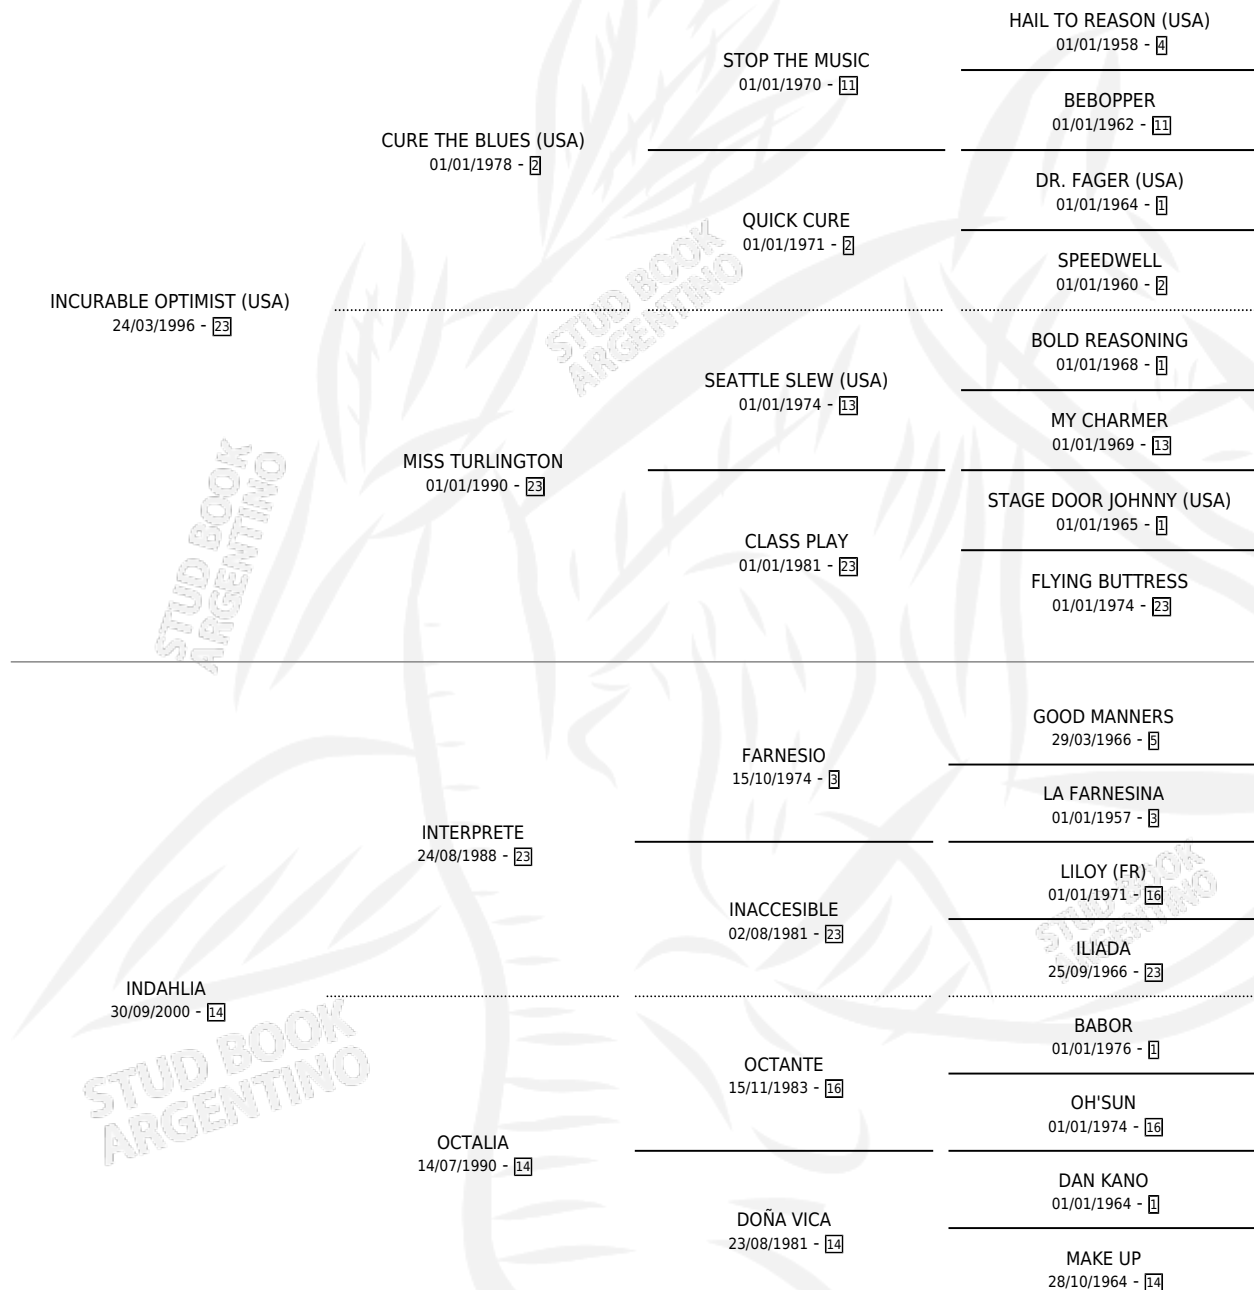 HAIL TO REASON (USA)
01/01/1958 - 4
STOP THE MUSIC
01/01/1970 - 11
BEBOPPER
01/01/1962 - 11
CURE THE BLUES (USA)
01/01/1978 - 2
DR. FAGER (USA)
01/01/1964 - 1
QUICK CURE
01/01/1971 - 2
SPEEDWELL
01/01/1960 - 2
INCURABLE OPTIMIST (USA)
24/03/1996 - 23
BOLD REASONING
01/01/1968 - 1
SEATTLE SLEW (USA)
01/01/1974 - 13
MY CHARMER
01/01/1969 - 13
MISS TURLINGTON
01/01/1990 - 23
STAGE DOOR JOHNNY (USA)
01/01/1965 - 1
CLASS PLAY
01/01/1981 - 23
FLYING BUTTRESS
01/01/1974 - 23
GOOD MANNERS
29/03/1966 - 5
FARNESIO
15/10/1974 - 3
LA FARNESINA
01/01/1957 - 3
INTERPRETE
24/08/1988 - 23
LILOY (FR)
01/01/1971 - 16
INACCESIBLE
02/08/1981 - 23
ILIADA
25/09/1966 - 23
INDAHLIA
30/09/2000 - 14
BABOR
01/01/1976 - 1
OCTANTE
15/11/1983 - 16
OH'SUN
01/01/1974 - 16
OCTALIA
14/07/1990 - 14
DAN KANO
01/01/1964 - 1
DOÑA VICA
23/08/1981 - 14
MAKE UP
28/10/1964 - 14
STUD BOOK
ARGENTINO
STUD BOOK
ARGENTINO
STUD BOOK
ARGENTINO
STUD BOOK
ARGENTINO